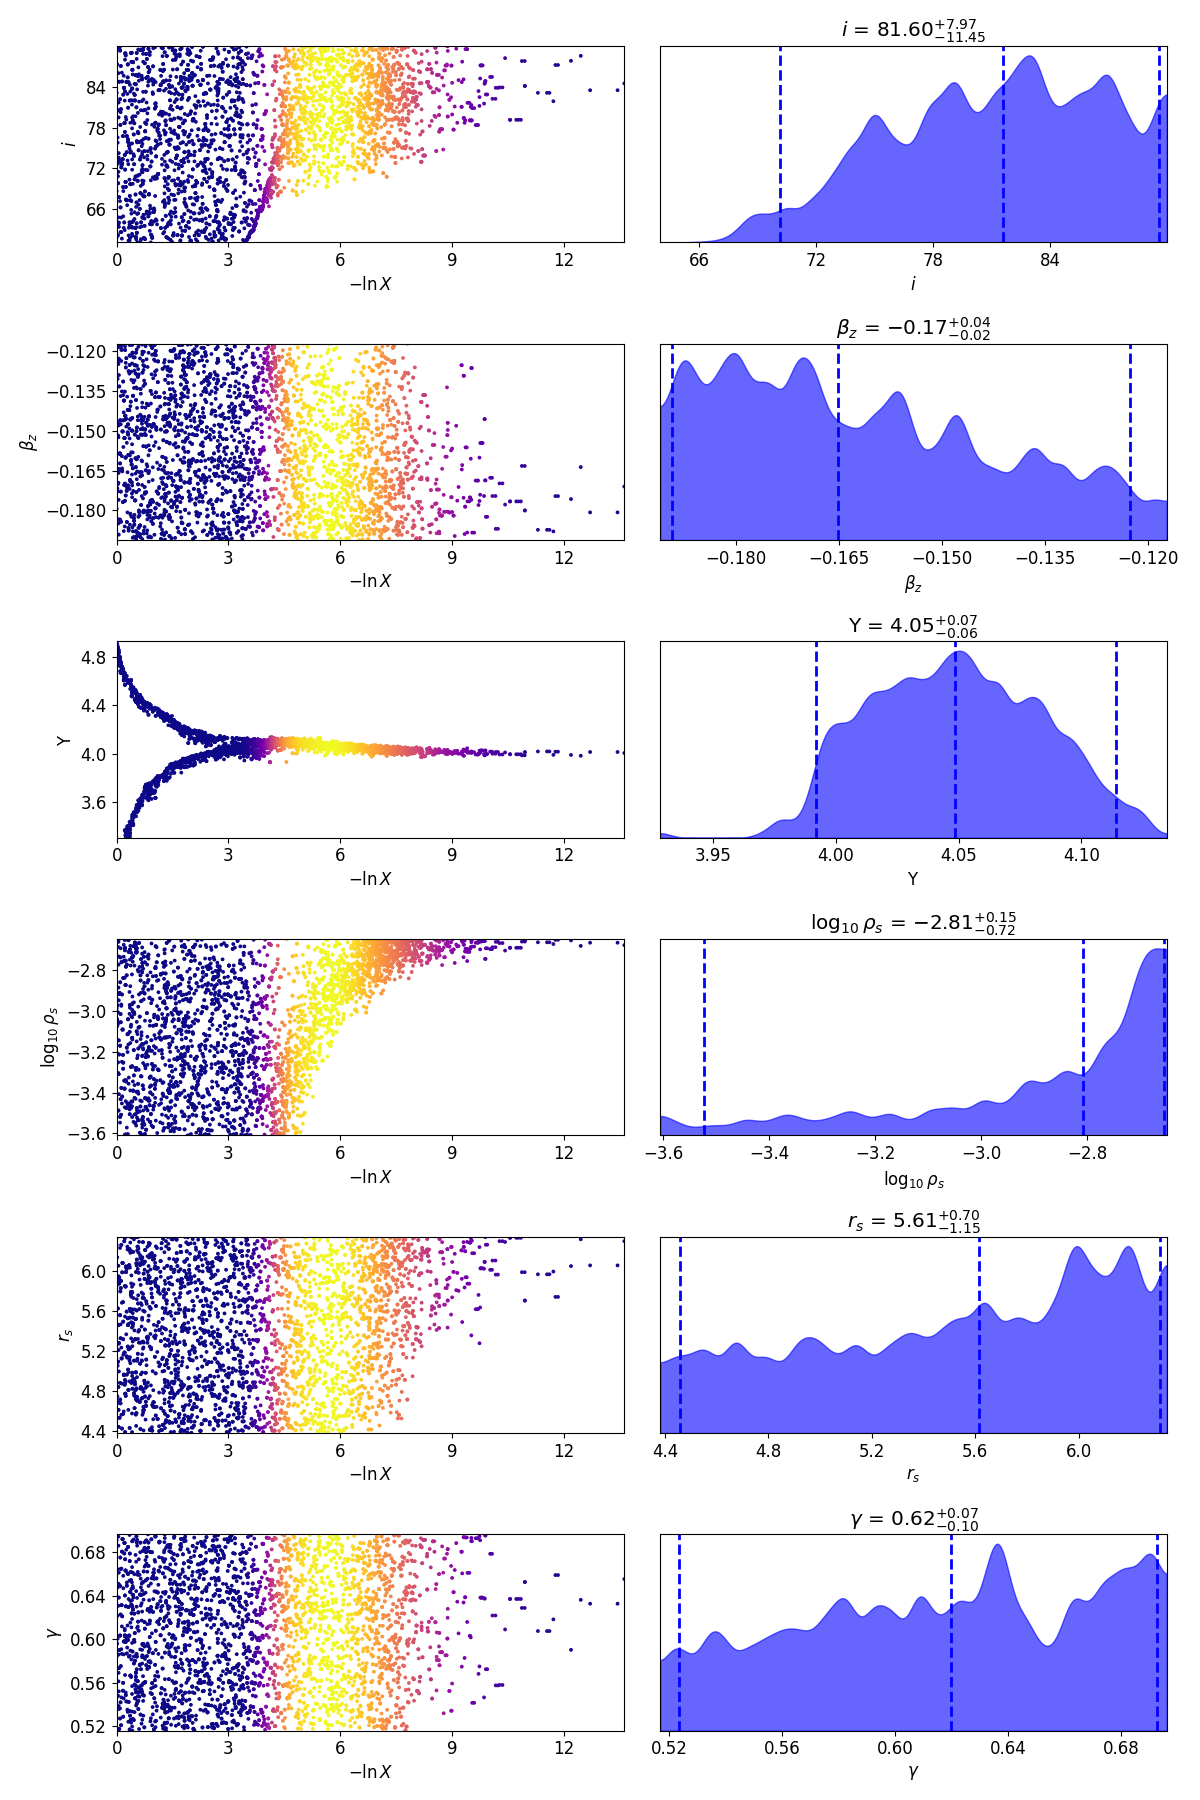 i = 81.60+7.97−11.45
84
78
72
66
i
0 3 6 9 12
−ln X
66 72 78 84
i
βz = −0.17+0.04−0.02
−0.120
−0.135
−0.150
−0.165
−0.180
βz
0 3 6 9 12
−ln X
−0.180 −0.165 −0.150 −0.135 −0.120
βz
Y = 4.05+0.07−0.06
4.8
4.4
4.0
3.6
Y
0 3 6 9 12
−ln X
3.95 4.00 4.05 4.10
Y
log10 ρs = −2.81+0.15−0.72
−2.8
−3.0
−3.2
−3.4
−3.6
log10 ρs
0 3 6 9 12
−ln X
−3.6 −3.4 −3.2 −3.0 −2.8
log10 ρs
rs = 5.61+0.70−1.15
6.0
5.6
5.2
4.8
4.4
rs
0 3 6 9 12
−ln X
4.4 4.8 5.2 5.6 6.0
rs
γ = 0.62+0.07−0.10
0.68
0.64
0.60
0.56
0.52
γ
0 3 6 9 12
−ln X
0.52 0.56 0.60 0.64 0.68
γ